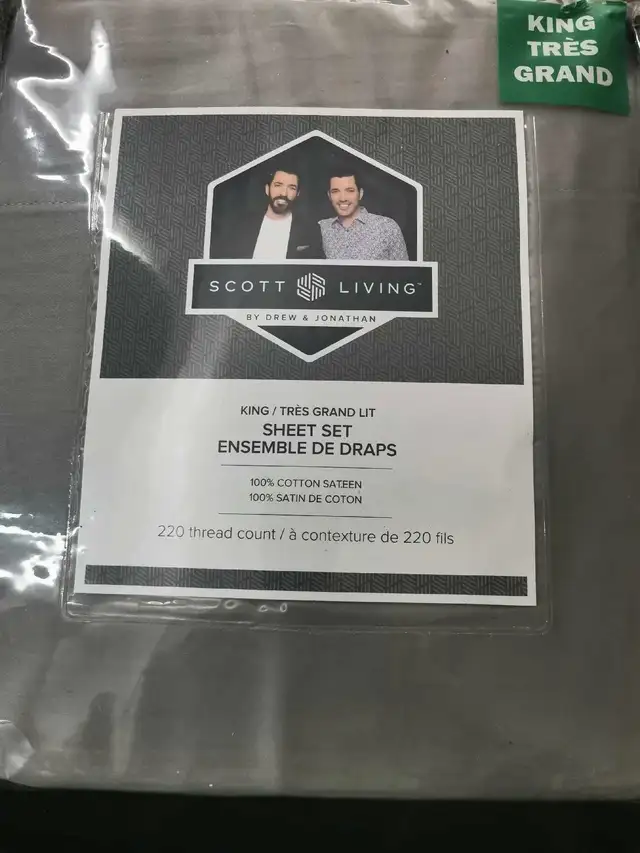 KING
TRÈS
GRAND
SCOTT LIVING™
BY DREW & JONATHAN
KING / TRÈS GRAND LIT
SHEET SET
ENSEMBLE DE DRAPS
100% COTTON SATEEN
100% SATIN DE COTON
220 thread count / à contexture de 220 fils